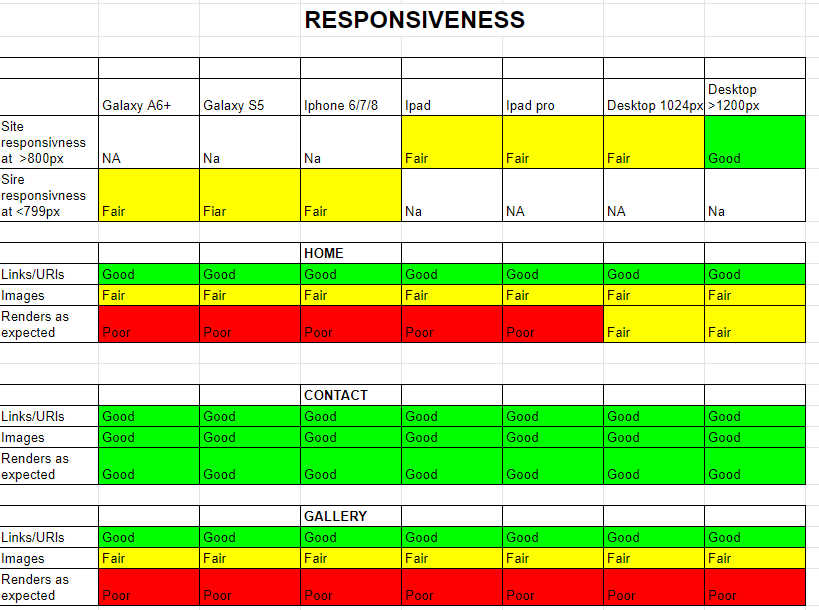 RESPONSIVENESS
Galaxy A6+ Galaxy S5 Iphone 6/7/8 Ipad Ipad pro Desktop 1024px Desktop >1200px
Site responsivness at >800px NA Na Na Fair Fair Fair Good
Sire responsivness at <799px Fair Fiar Fair Na NA NA Na
HOME
Links/URIs Good Good Good Good Good Good Good
Images Fair Fair Fair Fair Fair Fair Fair
Renders as expected Poor Poor Poor Poor Poor Fair Fair
CONTACT
Links/URIs Good Good Good Good Good Good Good
Images Good Good Good Good Good Good Good
Renders as expected Good Good Good Good Good Good Good
GALLERY
Links/URIs Good Good Good Good Good Good Good
Images Fair Fair Fair Fair Fair Fair Fair
Renders as expected Poor Poor Poor Poor Poor Poor Poor